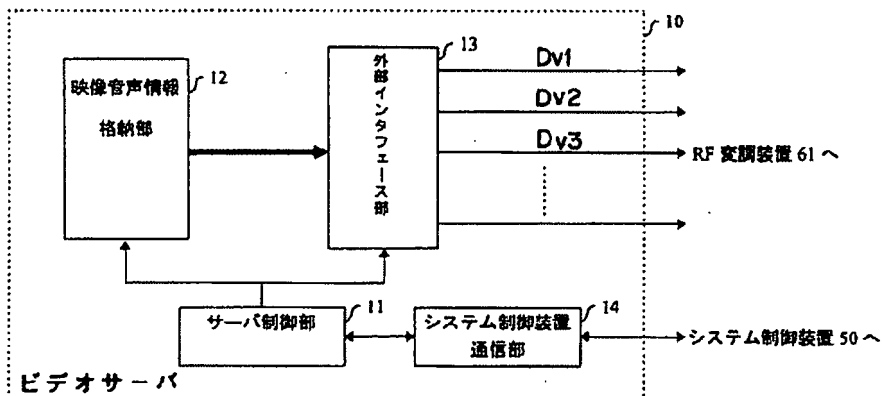 10
13
外部インタフェース部
12
映像音声情報
格納部
Dv1
Dv2
Dv3
RF 変調装置 61 へ
11
サーバ制御部
14
システム制御装置
通信部
システム制御装置 50 へ
ビデオサーバ